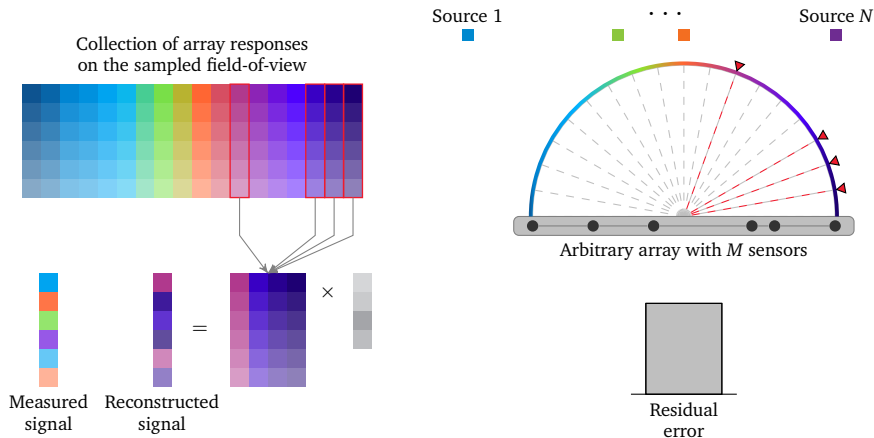 Source 1
· · ·
Source N
Collection of array responses
on the sampled field-of-view
Arbitrary array with M sensors
×
=
Measured
signal
Reconstructed
signal
Residual
error